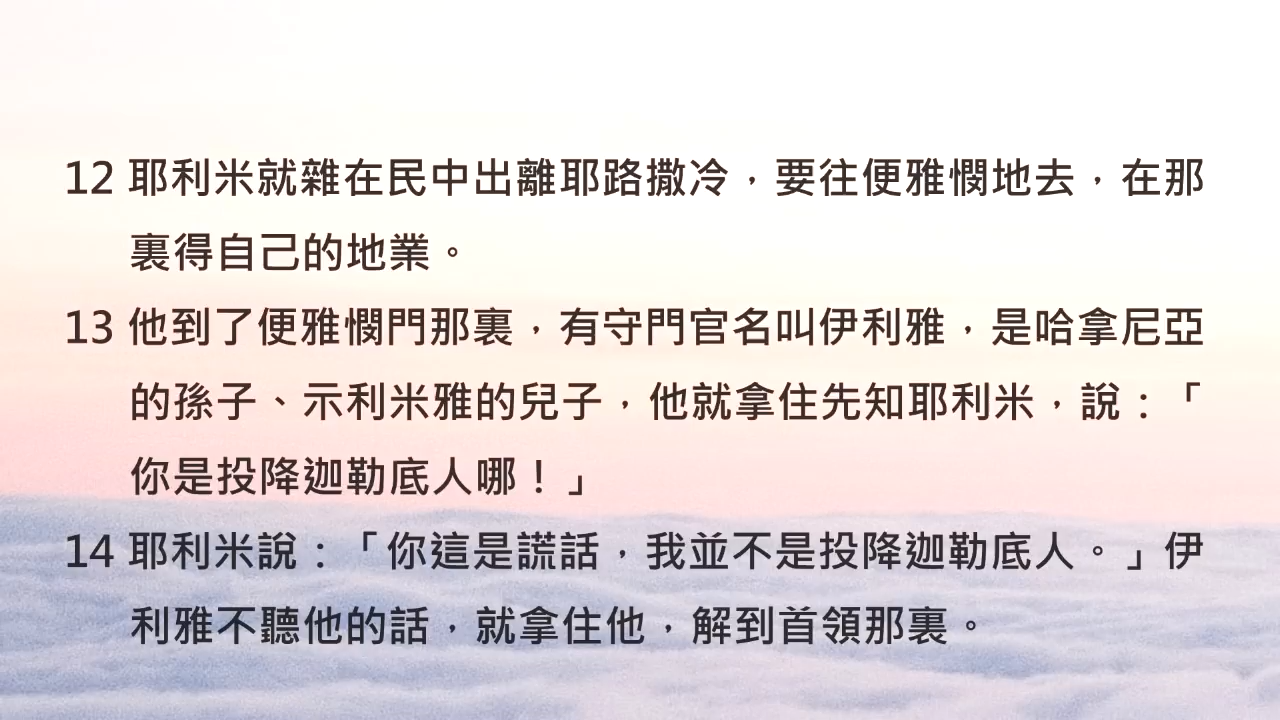 12 耶利米就雜在民中出離耶路撒冷，要往便雅憫地去，在那
裏得自己的地業。
13 他到了便雅憫門那裏，有守門官名叫伊利雅，是哈拿尼亞
的孫子、示利米雅的兒子，他就拿住先知耶利米，說：「
你是投降迦勒底人哪！」
14 耶利米說：「你這是謊話，我並不是投降迦勒底人。」伊
利雅不聽他的話，就拿住他，解到首領那裏。